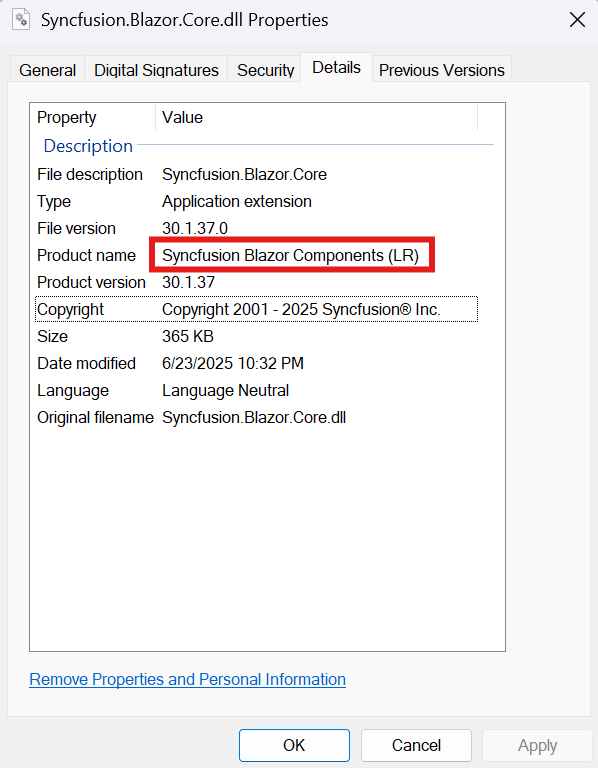 Syncfusion.Blazor.Core.dll Properties
General Digital Signatures Security Details Previous Versions
Property Value
Description
File description Syncfusion.Blazor.Core
Type Application extension
File version 30.1.37.0
Product name Syncfusion Blazor Components (LR)
Product version 30.1.37
Copyright Copyright 2001 - 2025 Syncfusion® Inc.
Size 365 KB
Date modified 6/23/2025 10:32 PM
Language Language Neutral
Original filename Syncfusion.Blazor.Core.dll
Remove Properties and Personal Information
OK Cancel Apply